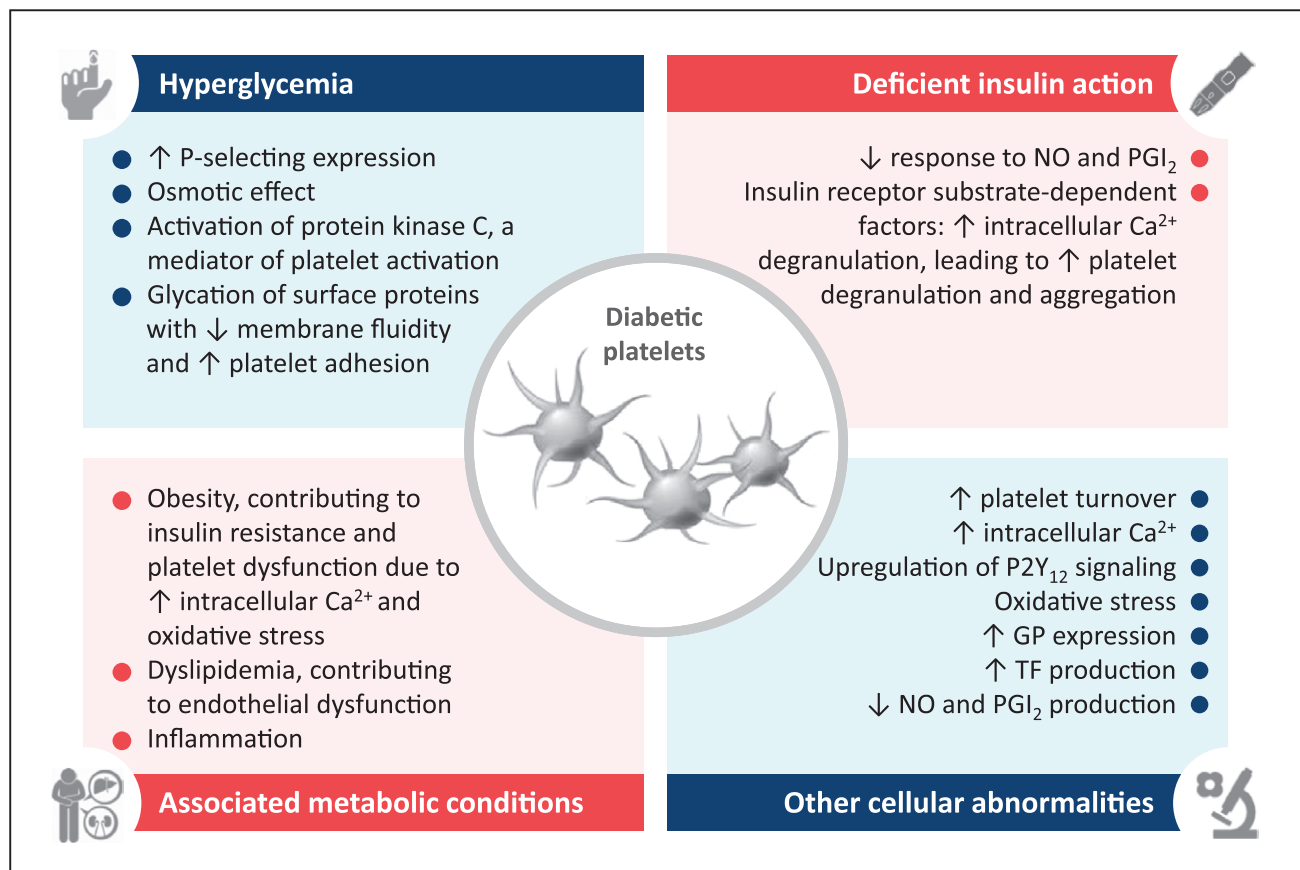 Hyperglycemia
↑ P-selecting expression
Osmotic effect
Activation of protein kinase C, a
mediator of platelet activation
Glycation of surface proteins
with ↓ membrane fluidity
and ↑ platelet adhesion
Deficient insulin action
↓ response to NO and PGI₂
Insulin receptor substrate-dependent
factors: ↑ intracellular Ca²⁺
degranulation, leading to ↑ platelet
degranulation and aggregation
Diabetic
platelets
Obesity, contributing to
insulin resistance and
platelet dysfunction due to
↑ intracellular Ca²⁺ and
oxidative stress
Dyslipidemia, contributing
to endothelial dysfunction
Inflammation
Associated metabolic conditions
↑ platelet turnover
↑ intracellular Ca²⁺
Upregulation of P2Y₁₂ signaling
Oxidative stress
↑ GP expression
↑ TF production
↓ NO and PGI₂ production
Other cellular abnormalities